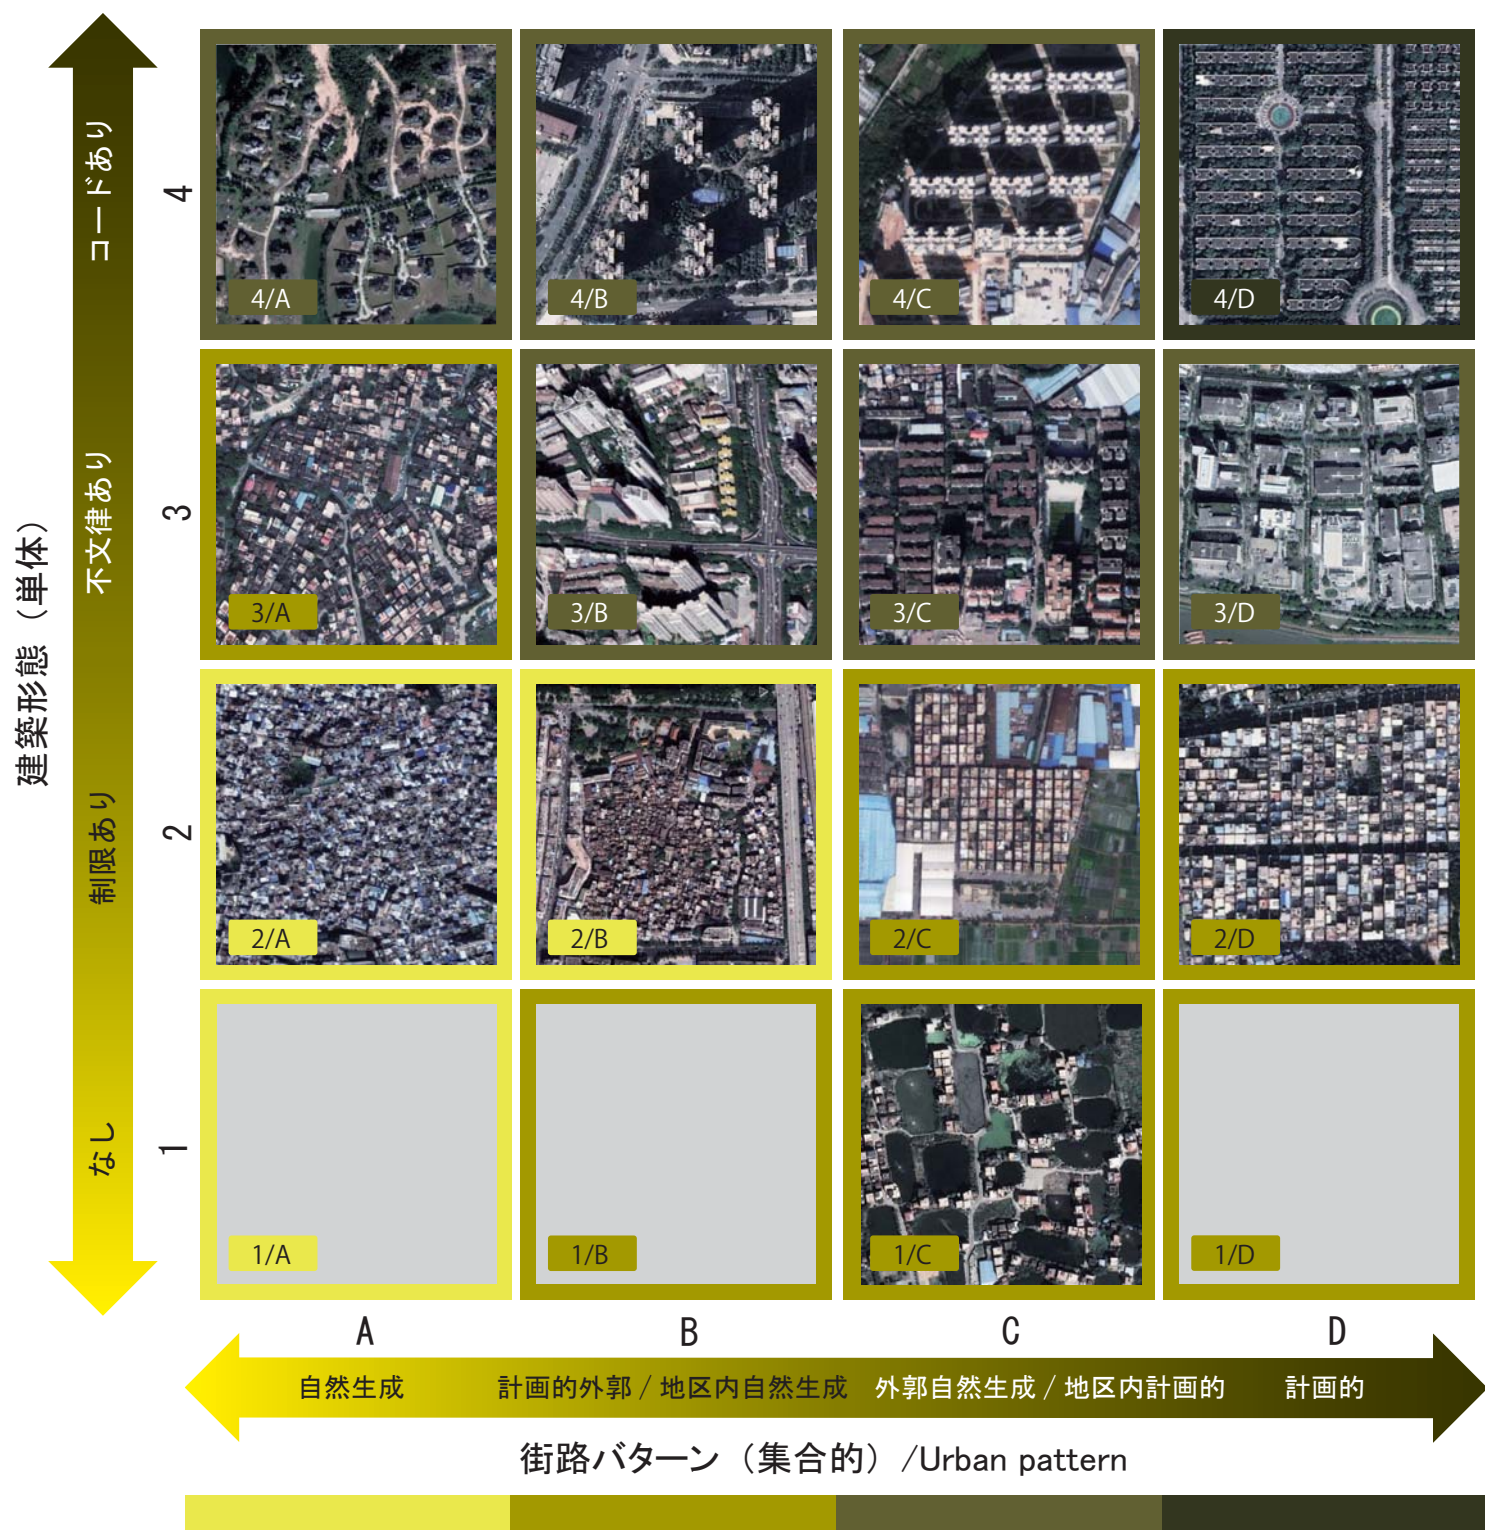 建築形態（単体）
コードあり
不文律あり
制限あり
なし
4
4/A
4/B
4/C
4/D
3
3/A
3/B
3/C
3/D
2
2/A
2/B
2/C
2/D
1
1/A
1/B
1/C
1/D
A
B
C
D
自然生成
計画的外郭 / 地区内自然生成
外郭自然生成 / 地区内計画的
計画的
街路パターン（集合的）/Urban pattern